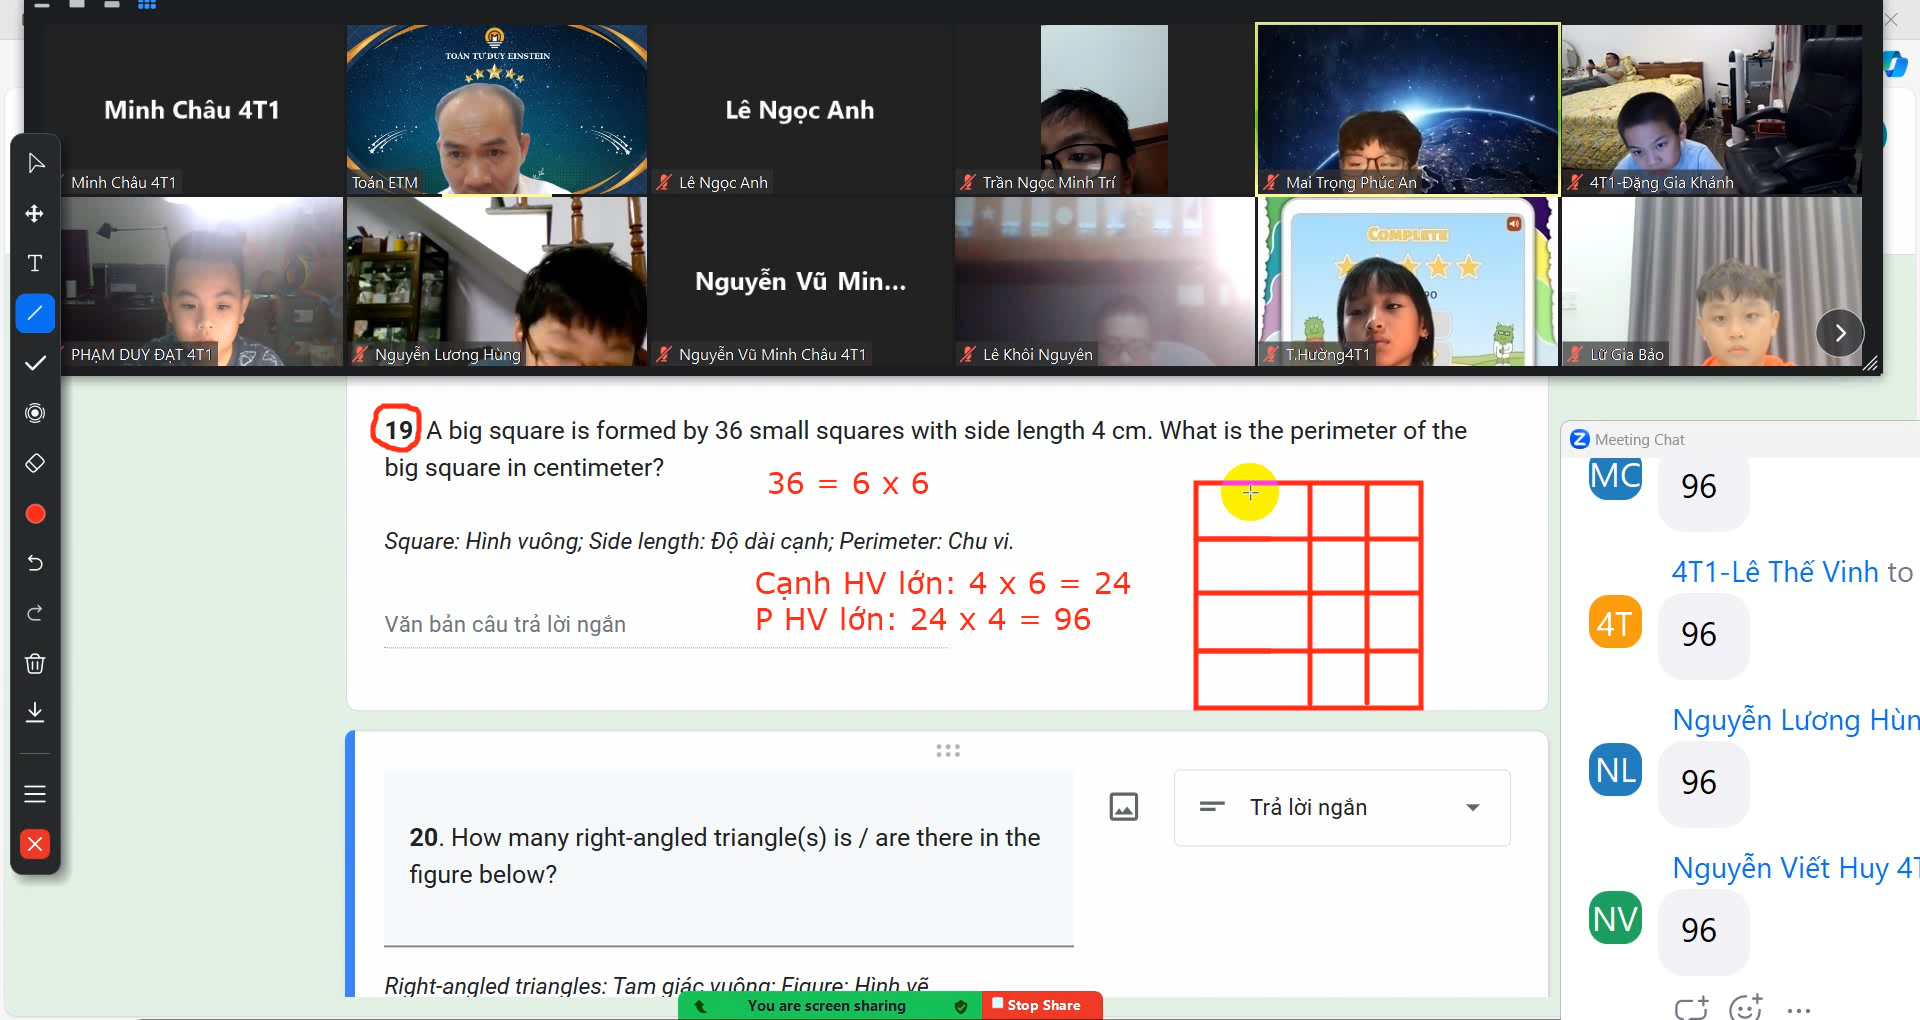 Minh Châu 4T1
Minh Châu 4T1
TOÁN TƯ DUY EINSTEIN
Toán ETM
Lê Ngọc Anh
Lê Ngọc Anh
Trần Ngọc Minh Trí
Mai Trọng Phúc An
4T1-Đặng Gia Khánh
PHẠM DUY ĐẠT 4T1
Nguyễn Lương Hùng
Nguyễn Vũ Min...
Nguyễn Vũ Minh Châu 4T1
Lê Khôi Nguyên
COMPLETE
T.Hường4T1
Lữ Gia Bảo
19 A big square is formed by 36 small squares with side length 4 cm. What is the perimeter of the
big square in centimeter?
36 = 6 x 6
Square: Hình vuông; Side length: Độ dài cạnh; Perimeter: Chu vi.
Cạnh HV lớn: 4 x 6 = 24
P HV lớn: 24 x 4 = 96
Văn bản câu trả lời ngắn
20. How many right-angled triangle(s) is / are there in the
figure below?
Trả lời ngắn
Right-angled triangles: Tam giác vuông; Figure: Hình vẽ
You are screen sharing
Stop Share
Meeting Chat
MC
96
4T1-Lê Thế Vinh to
4T
96
Nguyễn Lương Hùn
NL
96
Nguyễn Viết Huy 4T
NV
96